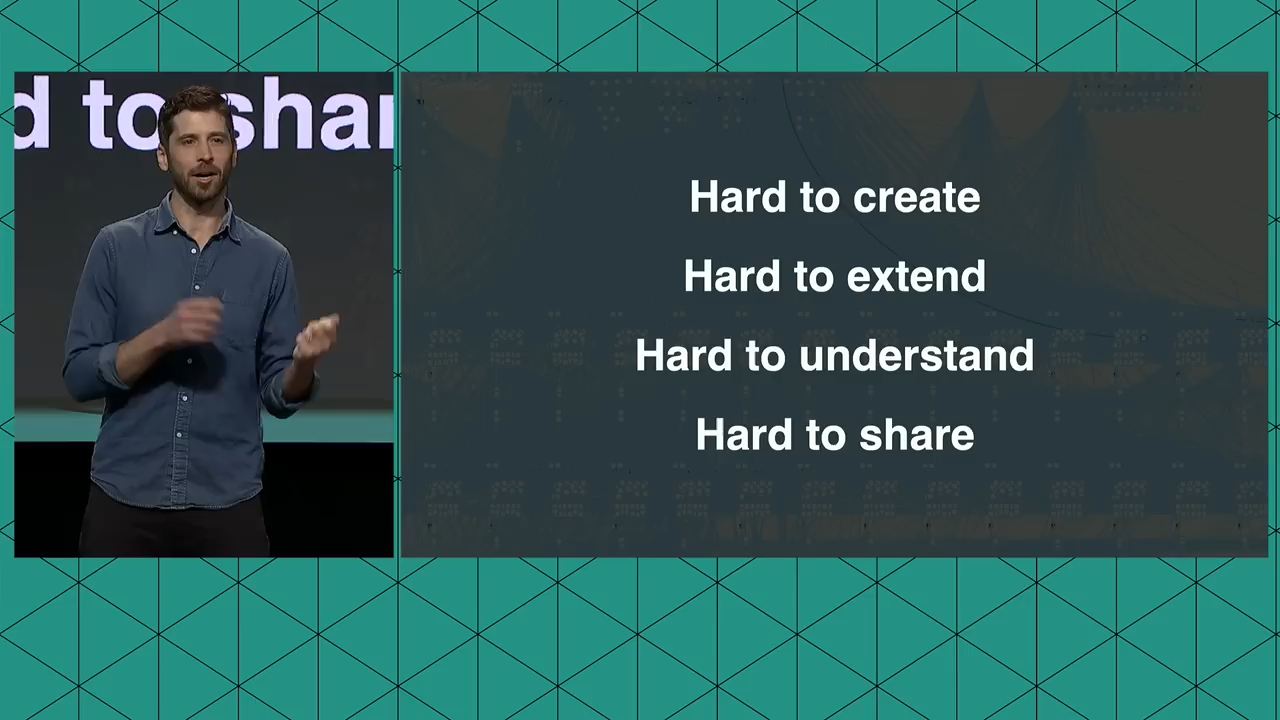 d to shar
Hard to create
Hard to extend
Hard to understand
Hard to share